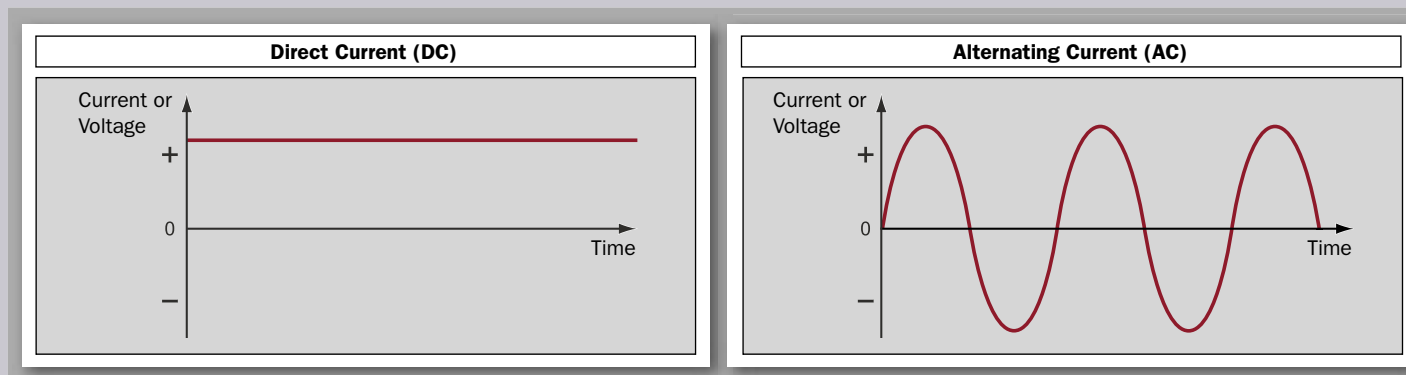 Direct Current (DC)
Current or
Voltage
+
0
−
Time
Alternating Current (AC)
Current or
Voltage
+
0
−
Time